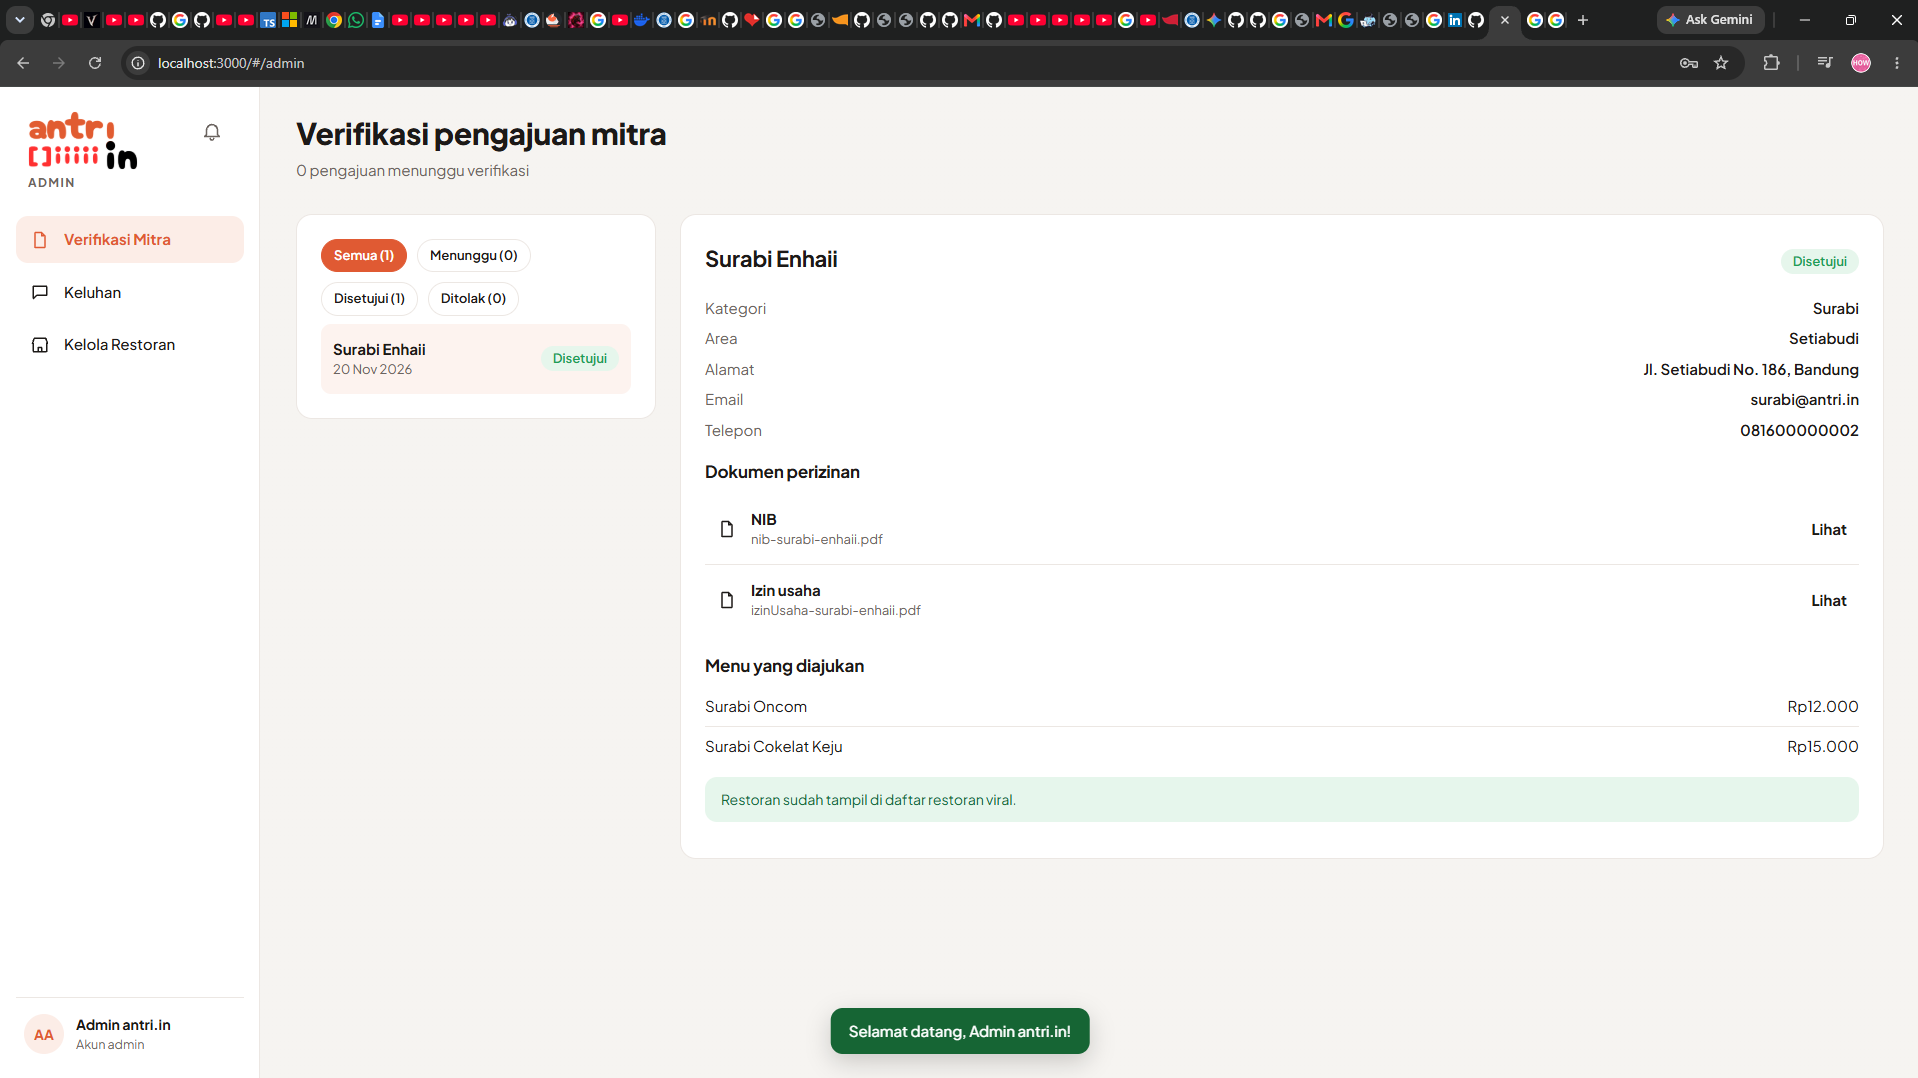 Ask Gemini
localhost:3000/#/admin
antri
[]iiiii in
ADMIN
Verifikasi Mitra
Keluhan
Kelola Restoran
AA
Admin antri.in
Akun admin
Verifikasi pengajuan mitra
0 pengajuan menunggu verifikasi
Semua (1)
Menunggu (0)
Disetujui (1)
Ditolak (0)
Surabi Enhaii
20 Nov 2026
Disetujui
Surabi Enhaii
Disetujui
Kategori
Surabi
Area
Setiabudi
Alamat
Jl. Setiabudi No. 186, Bandung
Email
surabi@antri.in
Telepon
081600000002
Dokumen perizinan
NIB
nib-surabi-enhaii.pdf
Lihat
Izin usaha
izinUsaha-surabi-enhaii.pdf
Lihat
Menu yang diajukan
Surabi Oncom
Rp12.000
Surabi Cokelat Keju
Rp15.000
Restoran sudah tampil di daftar restoran viral.
Selamat datang, Admin antri.in!